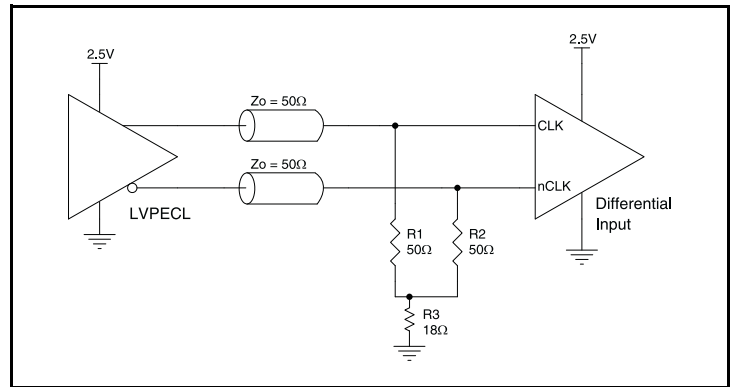 2.5V
2.5V
Zo = 50Ω
CLK
Zo = 50Ω
nCLK
LVPECL
Differential
Input
R1
50Ω
R2
50Ω
R3
18Ω